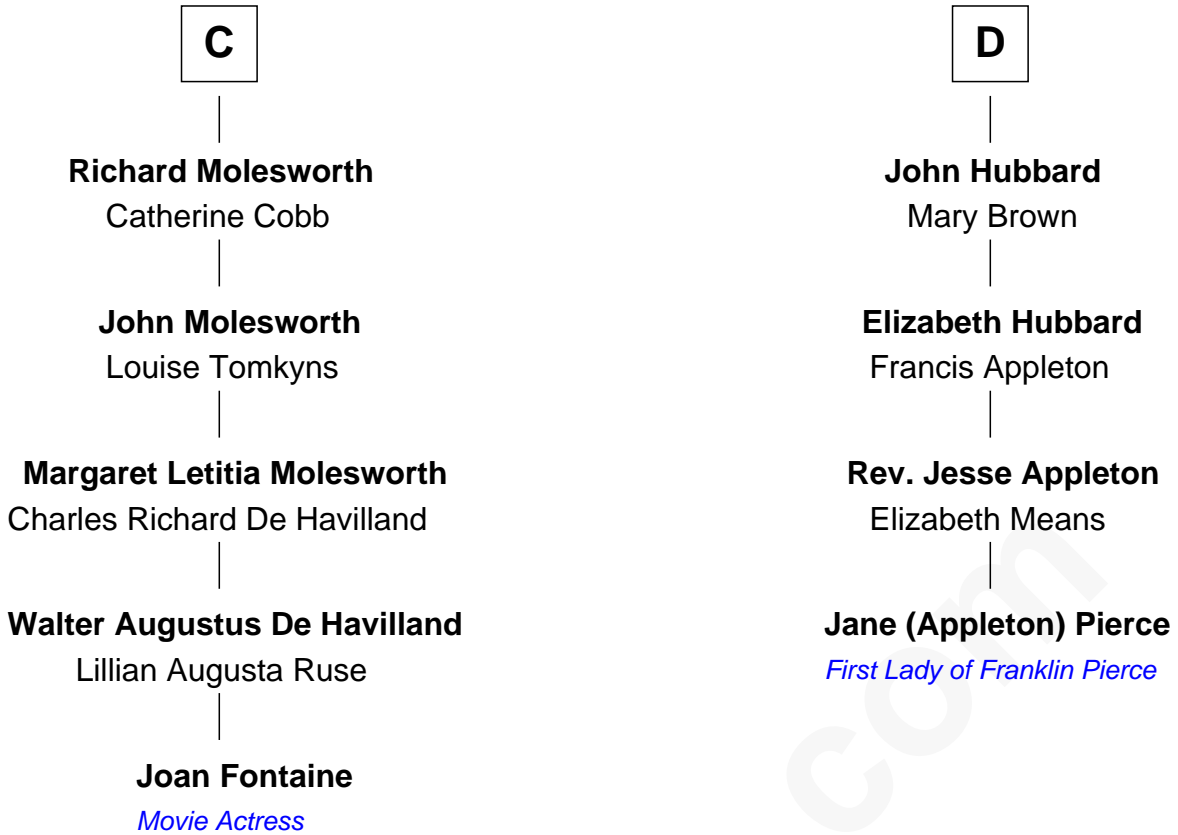 C
Richard Molesworth
Catherine Cobb
John Molesworth
Louise Tomkyns
Margaret Letitia Molesworth
Charles Richard De Havilland
Walter Augustus De Havilland
Lillian Augusta Ruse
Joan Fontaine
Movie Actress
D
John Hubbard
Mary Brown
Elizabeth Hubbard
Francis Appleton
Rev. Jesse Appleton
Elizabeth Means
Jane (Appleton) Pierce
First Lady of Franklin Pierce
com